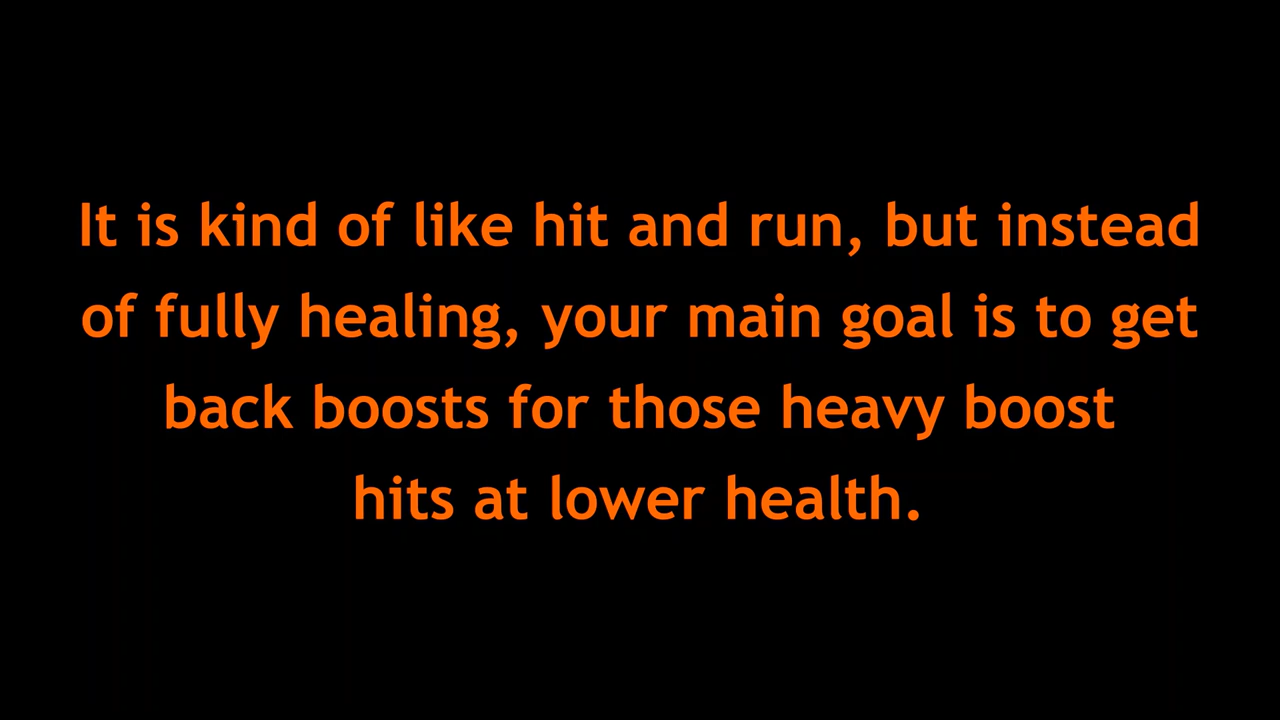 It is kind of like hit and run, but instead
of fully healing, your main goal is to get
back boosts for those heavy boost
hits at lower health.